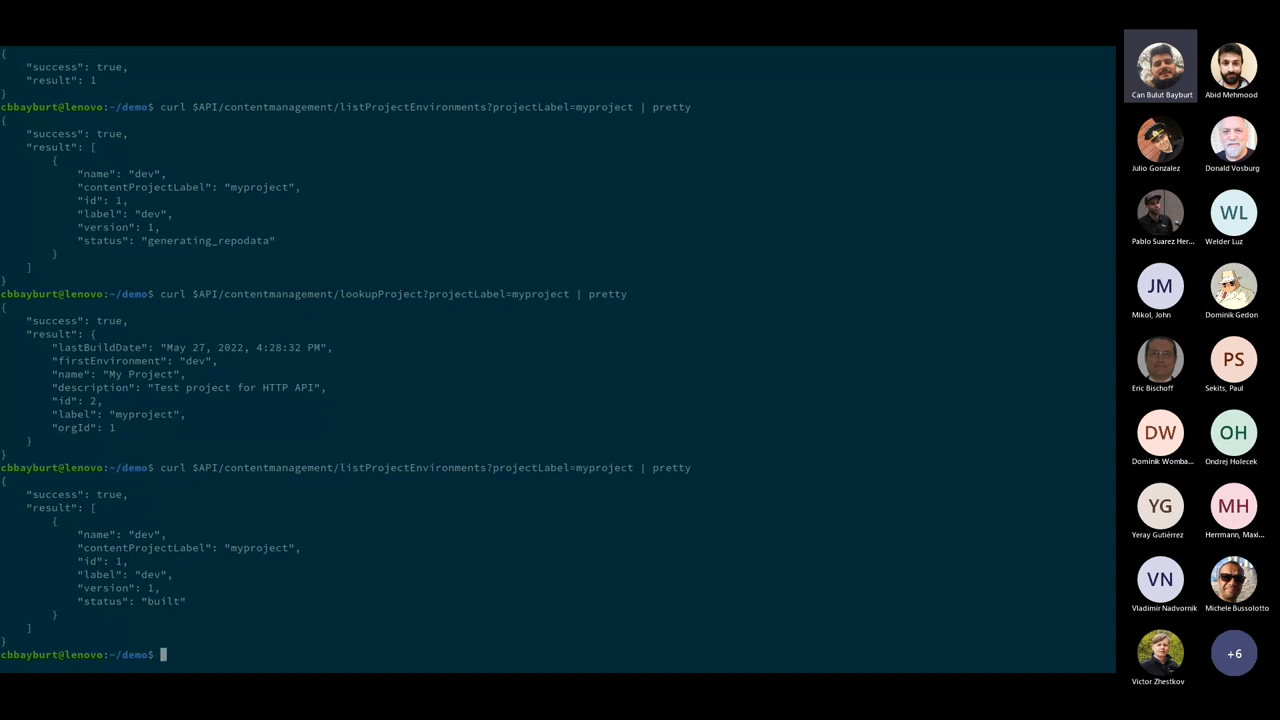 {
    "success": true,
    "result": 1
}
cbbayburt@lenovo:~/demo$ curl $API/contentmanagement/listProjectEnvironments?projectLabel=myproject | pretty
{
    "success": true,
    "result": [
        {
            "name": "dev",
            "contentProjectLabel": "myproject",
            "id": 1,
            "label": "dev",
            "version": 1,
            "status": "generating_repodata"
        }
    ]
}
cbbayburt@lenovo:~/demo$ curl $API/contentmanagement/lookupProject?projectLabel=myproject | pretty
{
    "success": true,
    "result": {
        "lastBuildDate": "May 27, 2022, 4:28:32 PM",
        "firstEnvironment": "dev",
        "name": "My Project",
        "description": "Test project for HTTP API",
        "id": 2,
        "label": "myproject",
        "orgId": 1
    }
}
cbbayburt@lenovo:~/demo$ curl $API/contentmanagement/listProjectEnvironments?projectLabel=myproject | pretty
{
    "success": true,
    "result": [
        {
            "name": "dev",
            "contentProjectLabel": "myproject",
            "id": 1,
            "label": "dev",
            "version": 1,
            "status": "built"
        }
    ]
}
cbbayburt@lenovo:~/demo$
Can Bulut Bayburt
Abid Mehmood
Julio Gonzalez
Donald Vosburg
Pablo Suarez Her...
WL
Welder Luz
JM
Mikol, John
Dominik Gedon
Eric Bischoff
PS
Sekits, Paul
DW
Dominik Womba...
OH
Ondrej Holecek
YG
Yeray Gutiérrez
MH
Herrmann, Maxi...
VN
Vladimir Nadvornik
Michele Bussolotto
Victor Zhestkov
+6